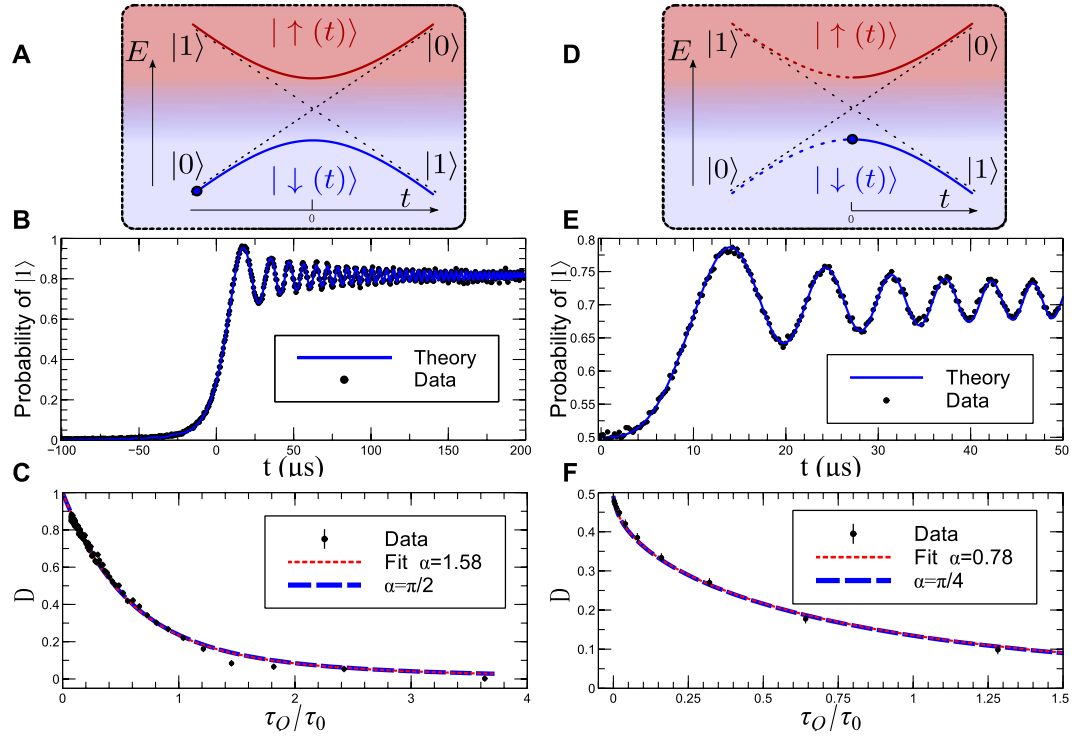 A
E
|1⟩
|↑(t)⟩
|0⟩
|0⟩
|↓(t)⟩
|1⟩
t
0
B
Probability of |1⟩
1
0.8
0.6
0.4
0.2
0
Theory
Data
-100
-50
0
50
100
150
200
t (μs)
C
D
1
0.8
0.6
0.4
0.2
0
Data
Fit α=1.58
α=π/2
0
1
2
3
4
τ_Q/τ_0
D
E
|1⟩
|↑(t)⟩
|0⟩
|0⟩
|↓(t)⟩
|1⟩
t
0
E
Probability of |1⟩
0.8
0.75
0.7
0.65
0.6
0.55
0.5
Theory
Data
0
10
20
30
40
50
t (μs)
F
D
0.5
0.4
0.3
0.2
0.1
0
Data
Fit α=0.78
α=π/4
0
0.25
0.5
0.75
1
1.25
1.5
τ_Q/τ_0